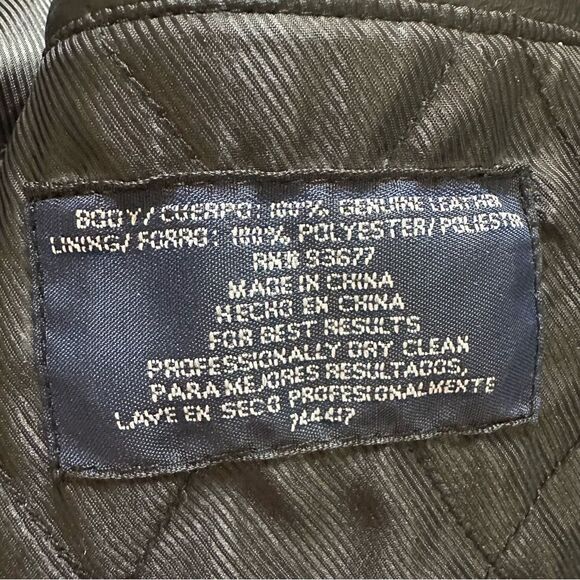 BODY/ CUERPO: 100% GENUINE LEATHER
LINING/ FORRO: 100% POLYESTER/ POLIESTR
RN# 93677
MADE IN CHINA
HECHO EN CHINA
FOR BEST RESULTS
PROFESSIONALLY DRY CLEAN
PARA MEJORES RESULTADOS,
LAVE EN SECO PROFESIONALMENTE